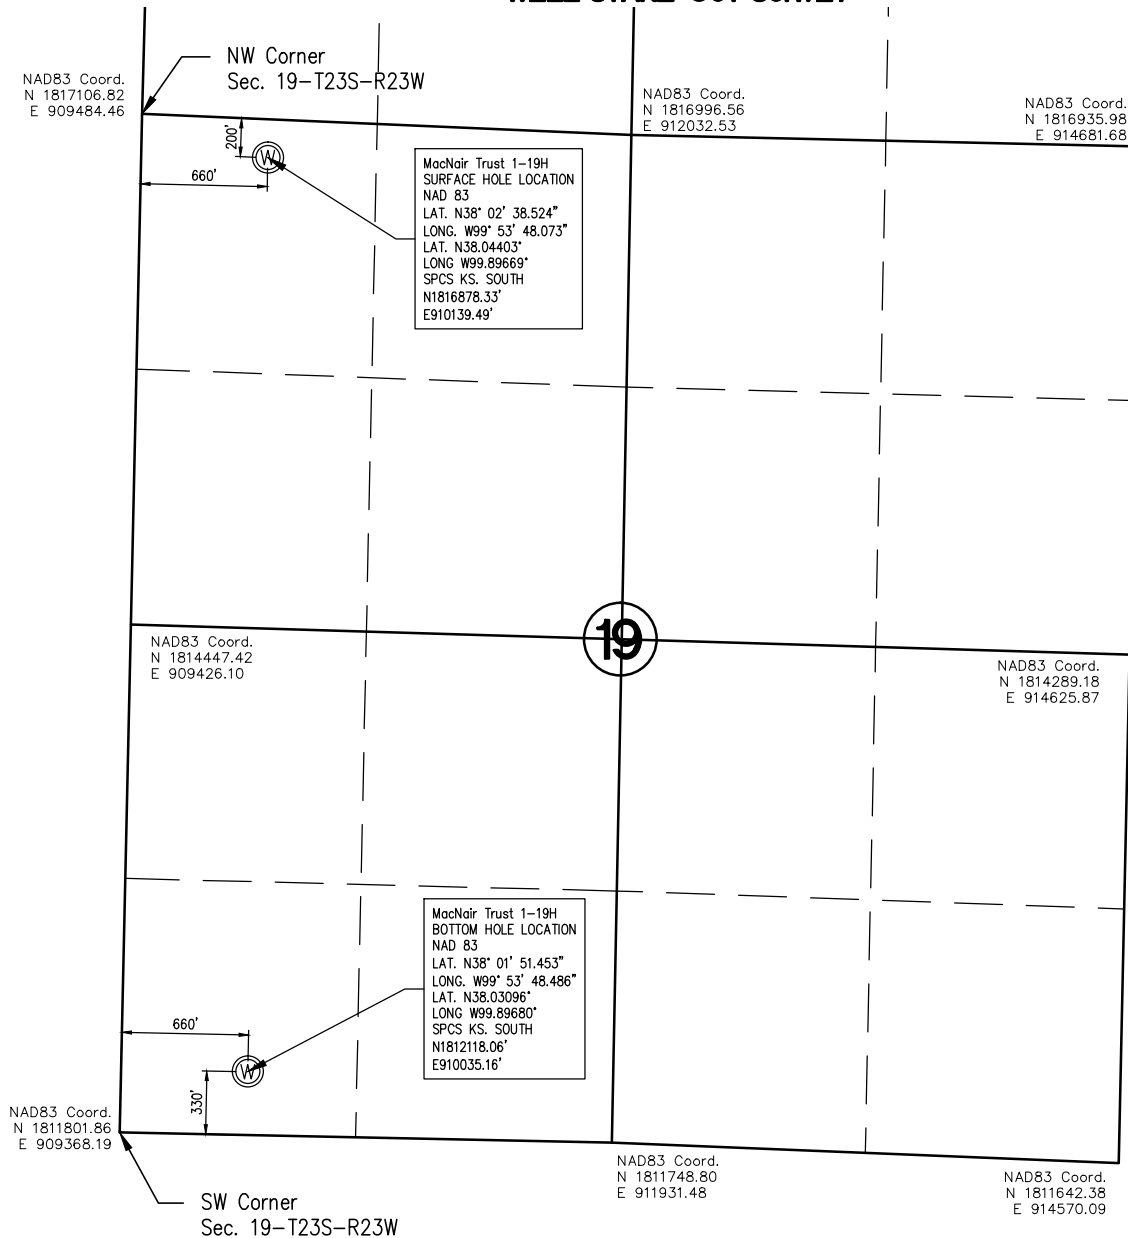 NW Corner
Sec. 19-T23S-R23W
NAD83 Coord.
N 1817106.82
E 909484.46
NAD83 Coord.
N 1816996.56
E 912032.53
NAD83 Coord.
N 1816935.98
E 914681.68
200'
W
660'
MacNair Trust 1-19H
SURFACE HOLE LOCATION
NAD 83
LAT. N38° 02' 38.524"
LONG. W99° 53' 48.073"
LAT. N38.04403°
LONG W99.89669°
SPCS KS. SOUTH
N1816878.33'
E910139.49'
19
NAD83 Coord.
N 1814447.42
E 909426.10
NAD83 Coord.
N 1814289.18
E 914625.87
MacNair Trust 1-19H
BOTTOM HOLE LOCATION
NAD 83
LAT. N38° 01' 51.453"
LONG. W99° 53' 48.486"
LAT. N38.03096°
LONG W99.89680°
SPCS KS. SOUTH
N1812118.06'
E910035.16'
660'
W
330'
NAD83 Coord.
N 1811801.86
E 909368.19
NAD83 Coord.
N 1811748.80
E 911931.48
NAD83 Coord.
N 1811642.38
E 914570.09
SW Corner
Sec. 19-T23S-R23W